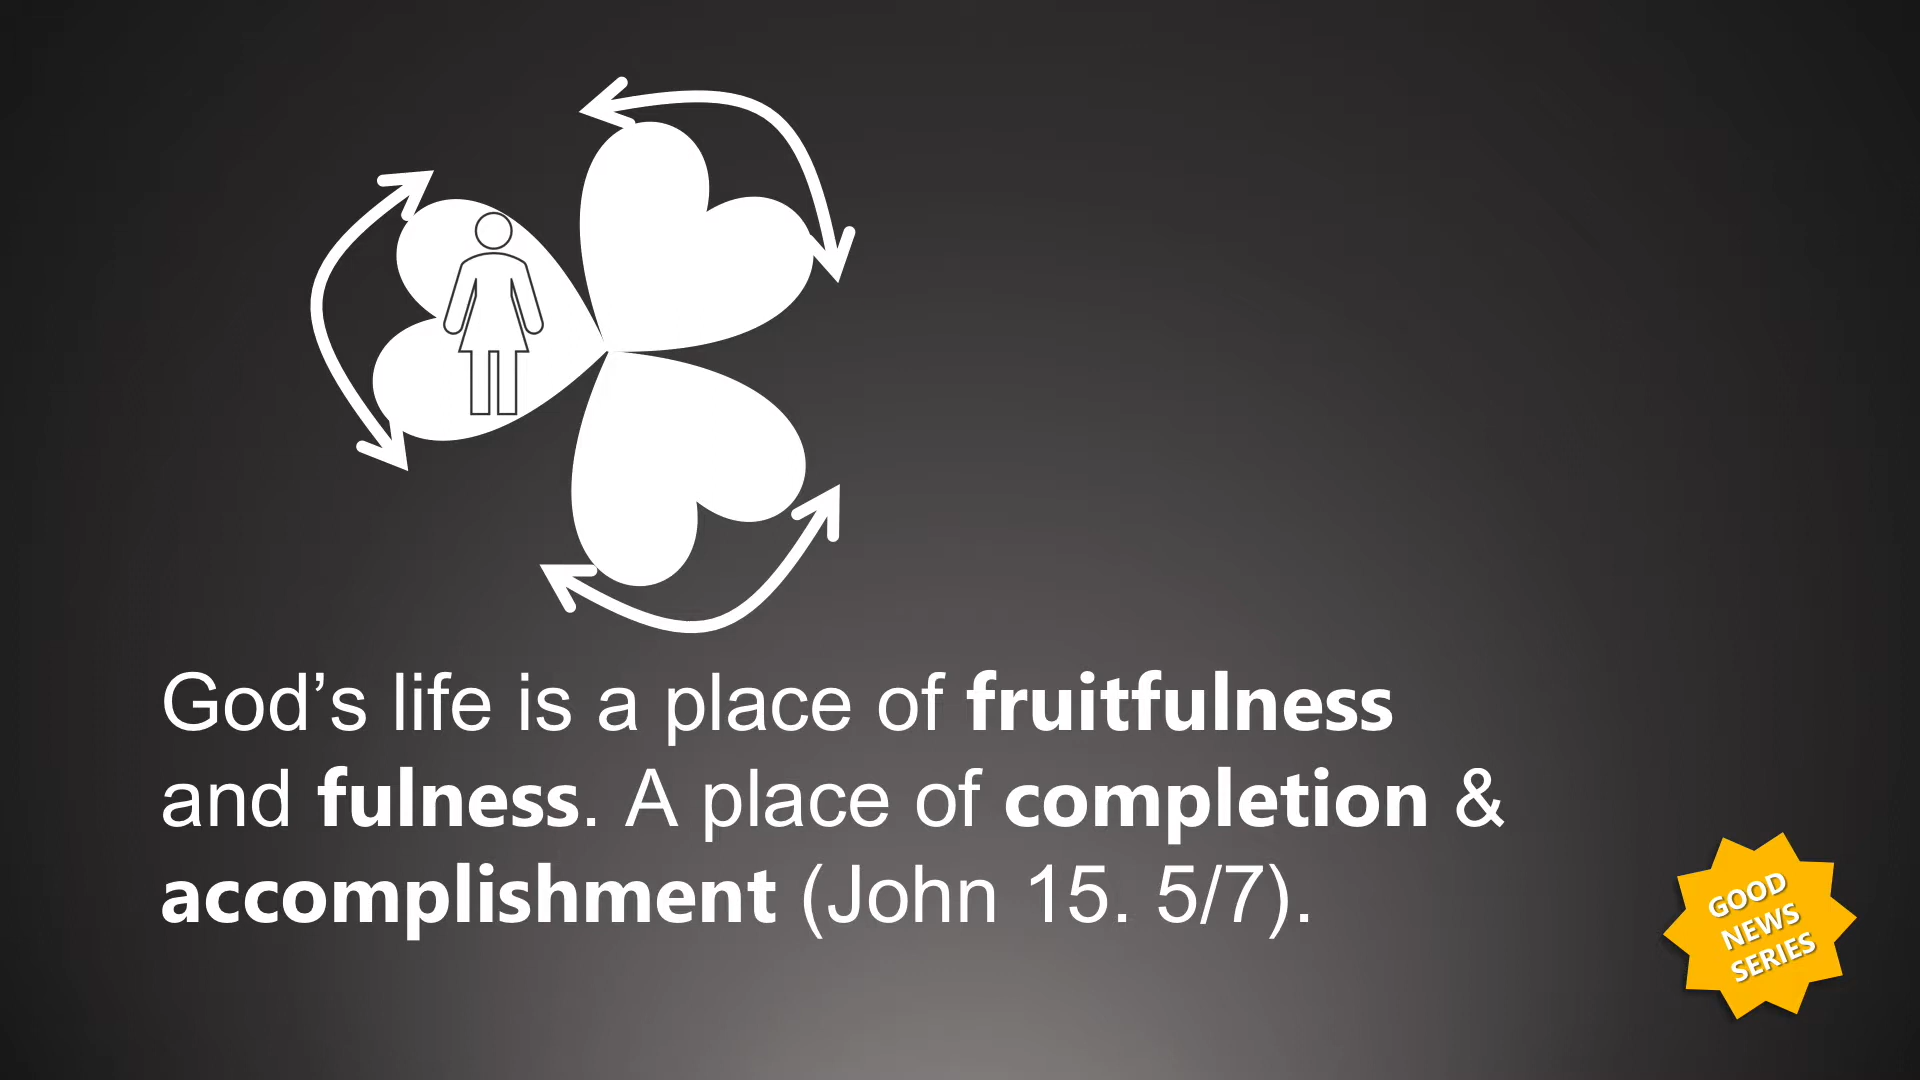 God’s life is a place of fruitfulness
and fulness. A place of completion &
accomplishment (John 15. 5/7).
GOOD
NEWS
SERIES